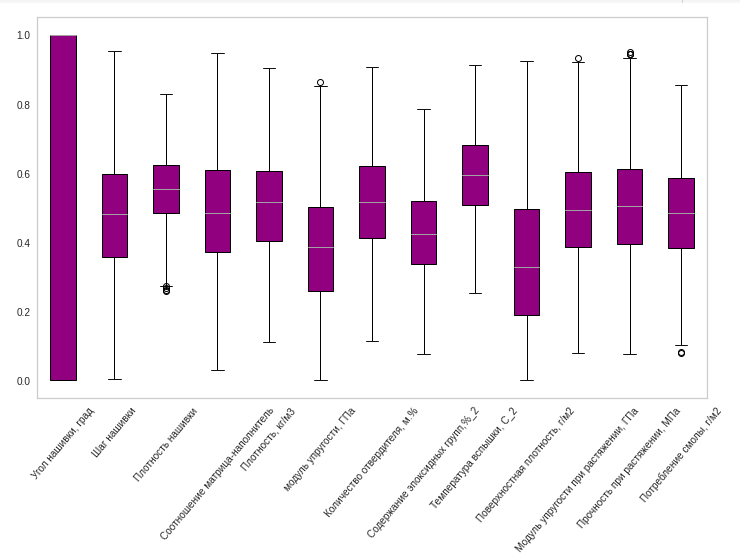 1.0
0.8
0.6
0.4
0.2
0.0
Угол нашивки, град
Шаг нашивки
Плотность нашивки
Соотношение матрица-наполнитель
Плотность, кг/м3
модуль упругости, ГПа
Количество отвердителя, м.%
Содержание эпоксидных групп,%_2
Температура вспышки, С_2
Поверхностная плотность, г/м2
Модуль упругости при растяжении, ГПа
Прочность при растяжении, МПа
Потребление смолы, г/м2